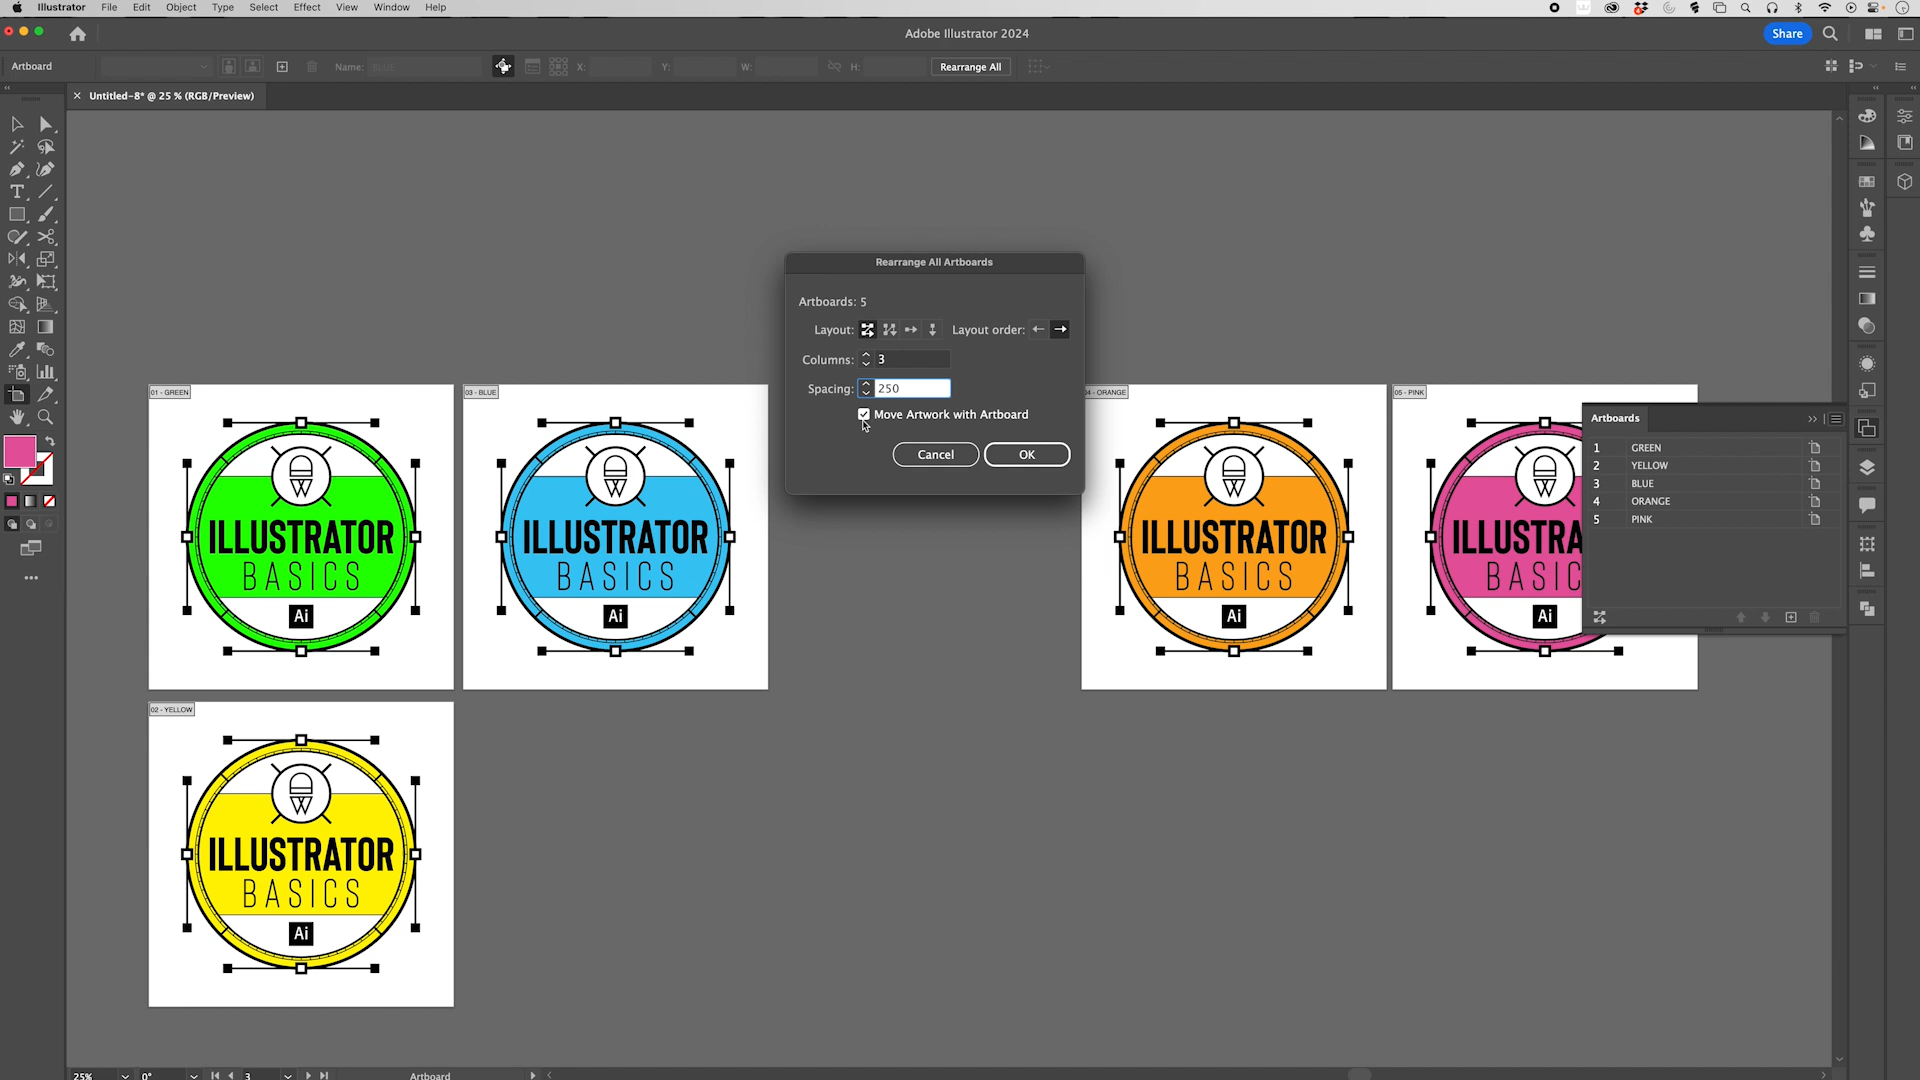 Illustrator File Edit Object Type Select Effect View Window Help
Adobe Illustrator 2024
Share
Artboard
Name: BLUE
X:
Y:
W:
H:
Rearrange All
Untitled-8* @ 25 % (RGB/Preview)
Rearrange All Artboards
Artboards: 5
Layout:
Layout order:
Columns: 3
Spacing: 250
Move Artwork with Artboard
Cancel
OK
01 - GREEN
ILLUSTRATOR
BASICS
Ai
03 - BLUE
ILLUSTRATOR
BASICS
Ai
04 - ORANGE
ILLUSTRATOR
BASICS
Ai
05 - PINK
ILLUSTRA
BASIC
Ai
Artboards
1 GREEN
2 YELLOW
3 BLUE
4 ORANGE
5 PINK
02 - YELLOW
ILLUSTRATOR
BASICS
Ai
25%
0°
3
Artboard